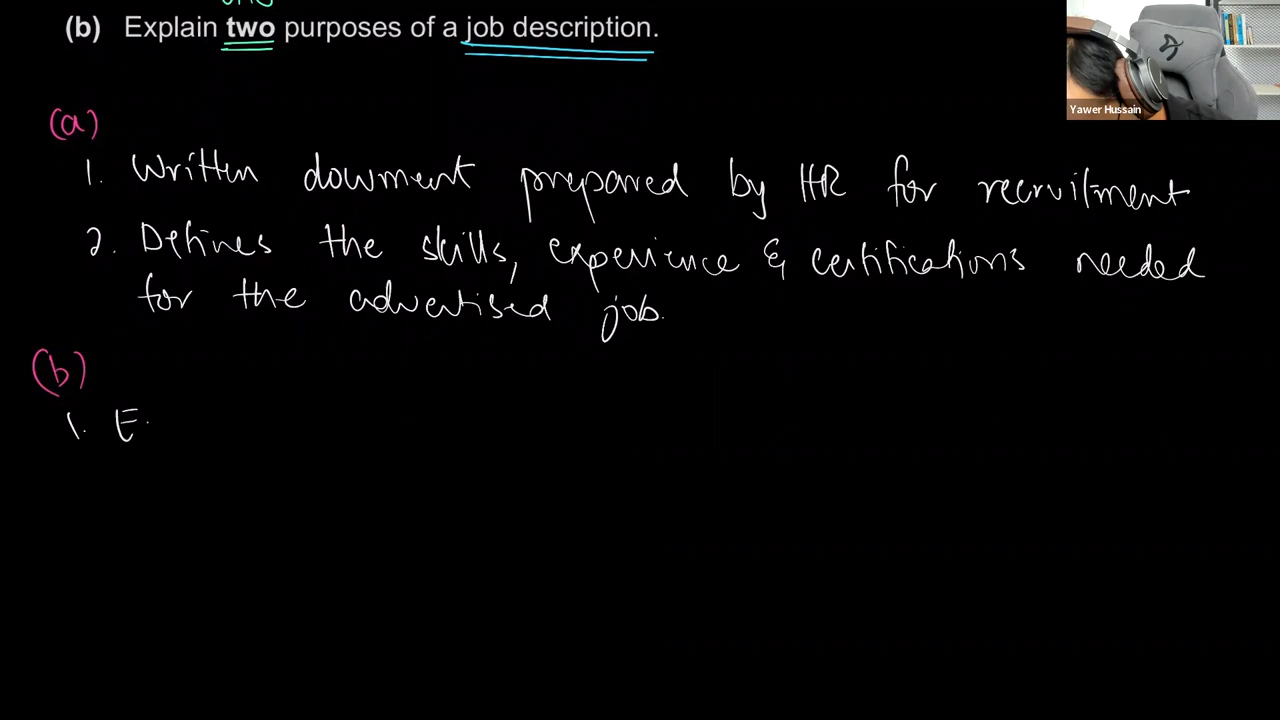 (b) Explain two purposes of a job description.
Yawer Hussain
(a)
1. Written document prepared by HR for recruitment
2. Defines the skills, experience & certifications needed
for the advertised job.
(b)
1. E